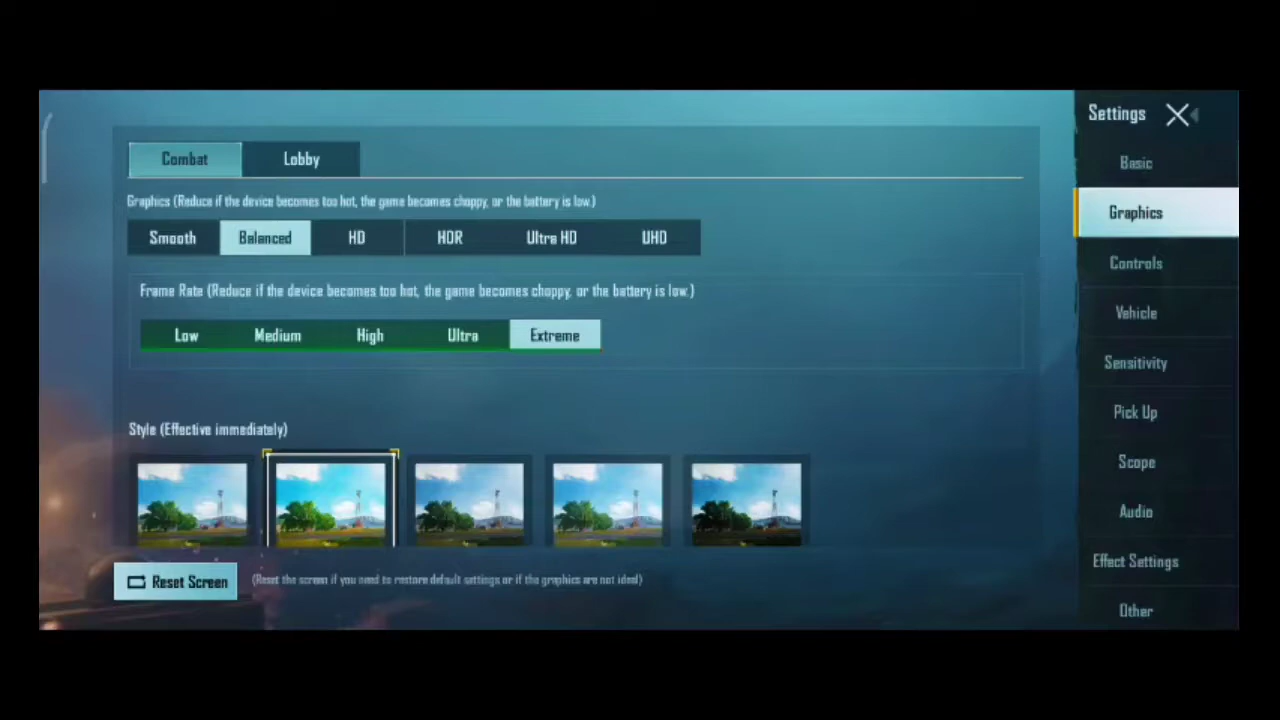 Settings
Combat
Lobby
Graphics (Reduce if the device becomes too hot, the game becomes choppy, or the battery is low.)
Smooth
Balanced
HD
HDR
Ultra HD
UHD
Frame Rate (Reduce if the device becomes too hot, the game becomes choppy, or the battery is low.)
Low
Medium
High
Ultra
Extreme
Style (Effective immediately)
Reset Screen
(Reset the screen if you need to restore default settings or if the graphics are not ideal)
Basic
Graphics
Controls
Vehicle
Sensitivity
Pick Up
Scope
Audio
Effect Settings
Other